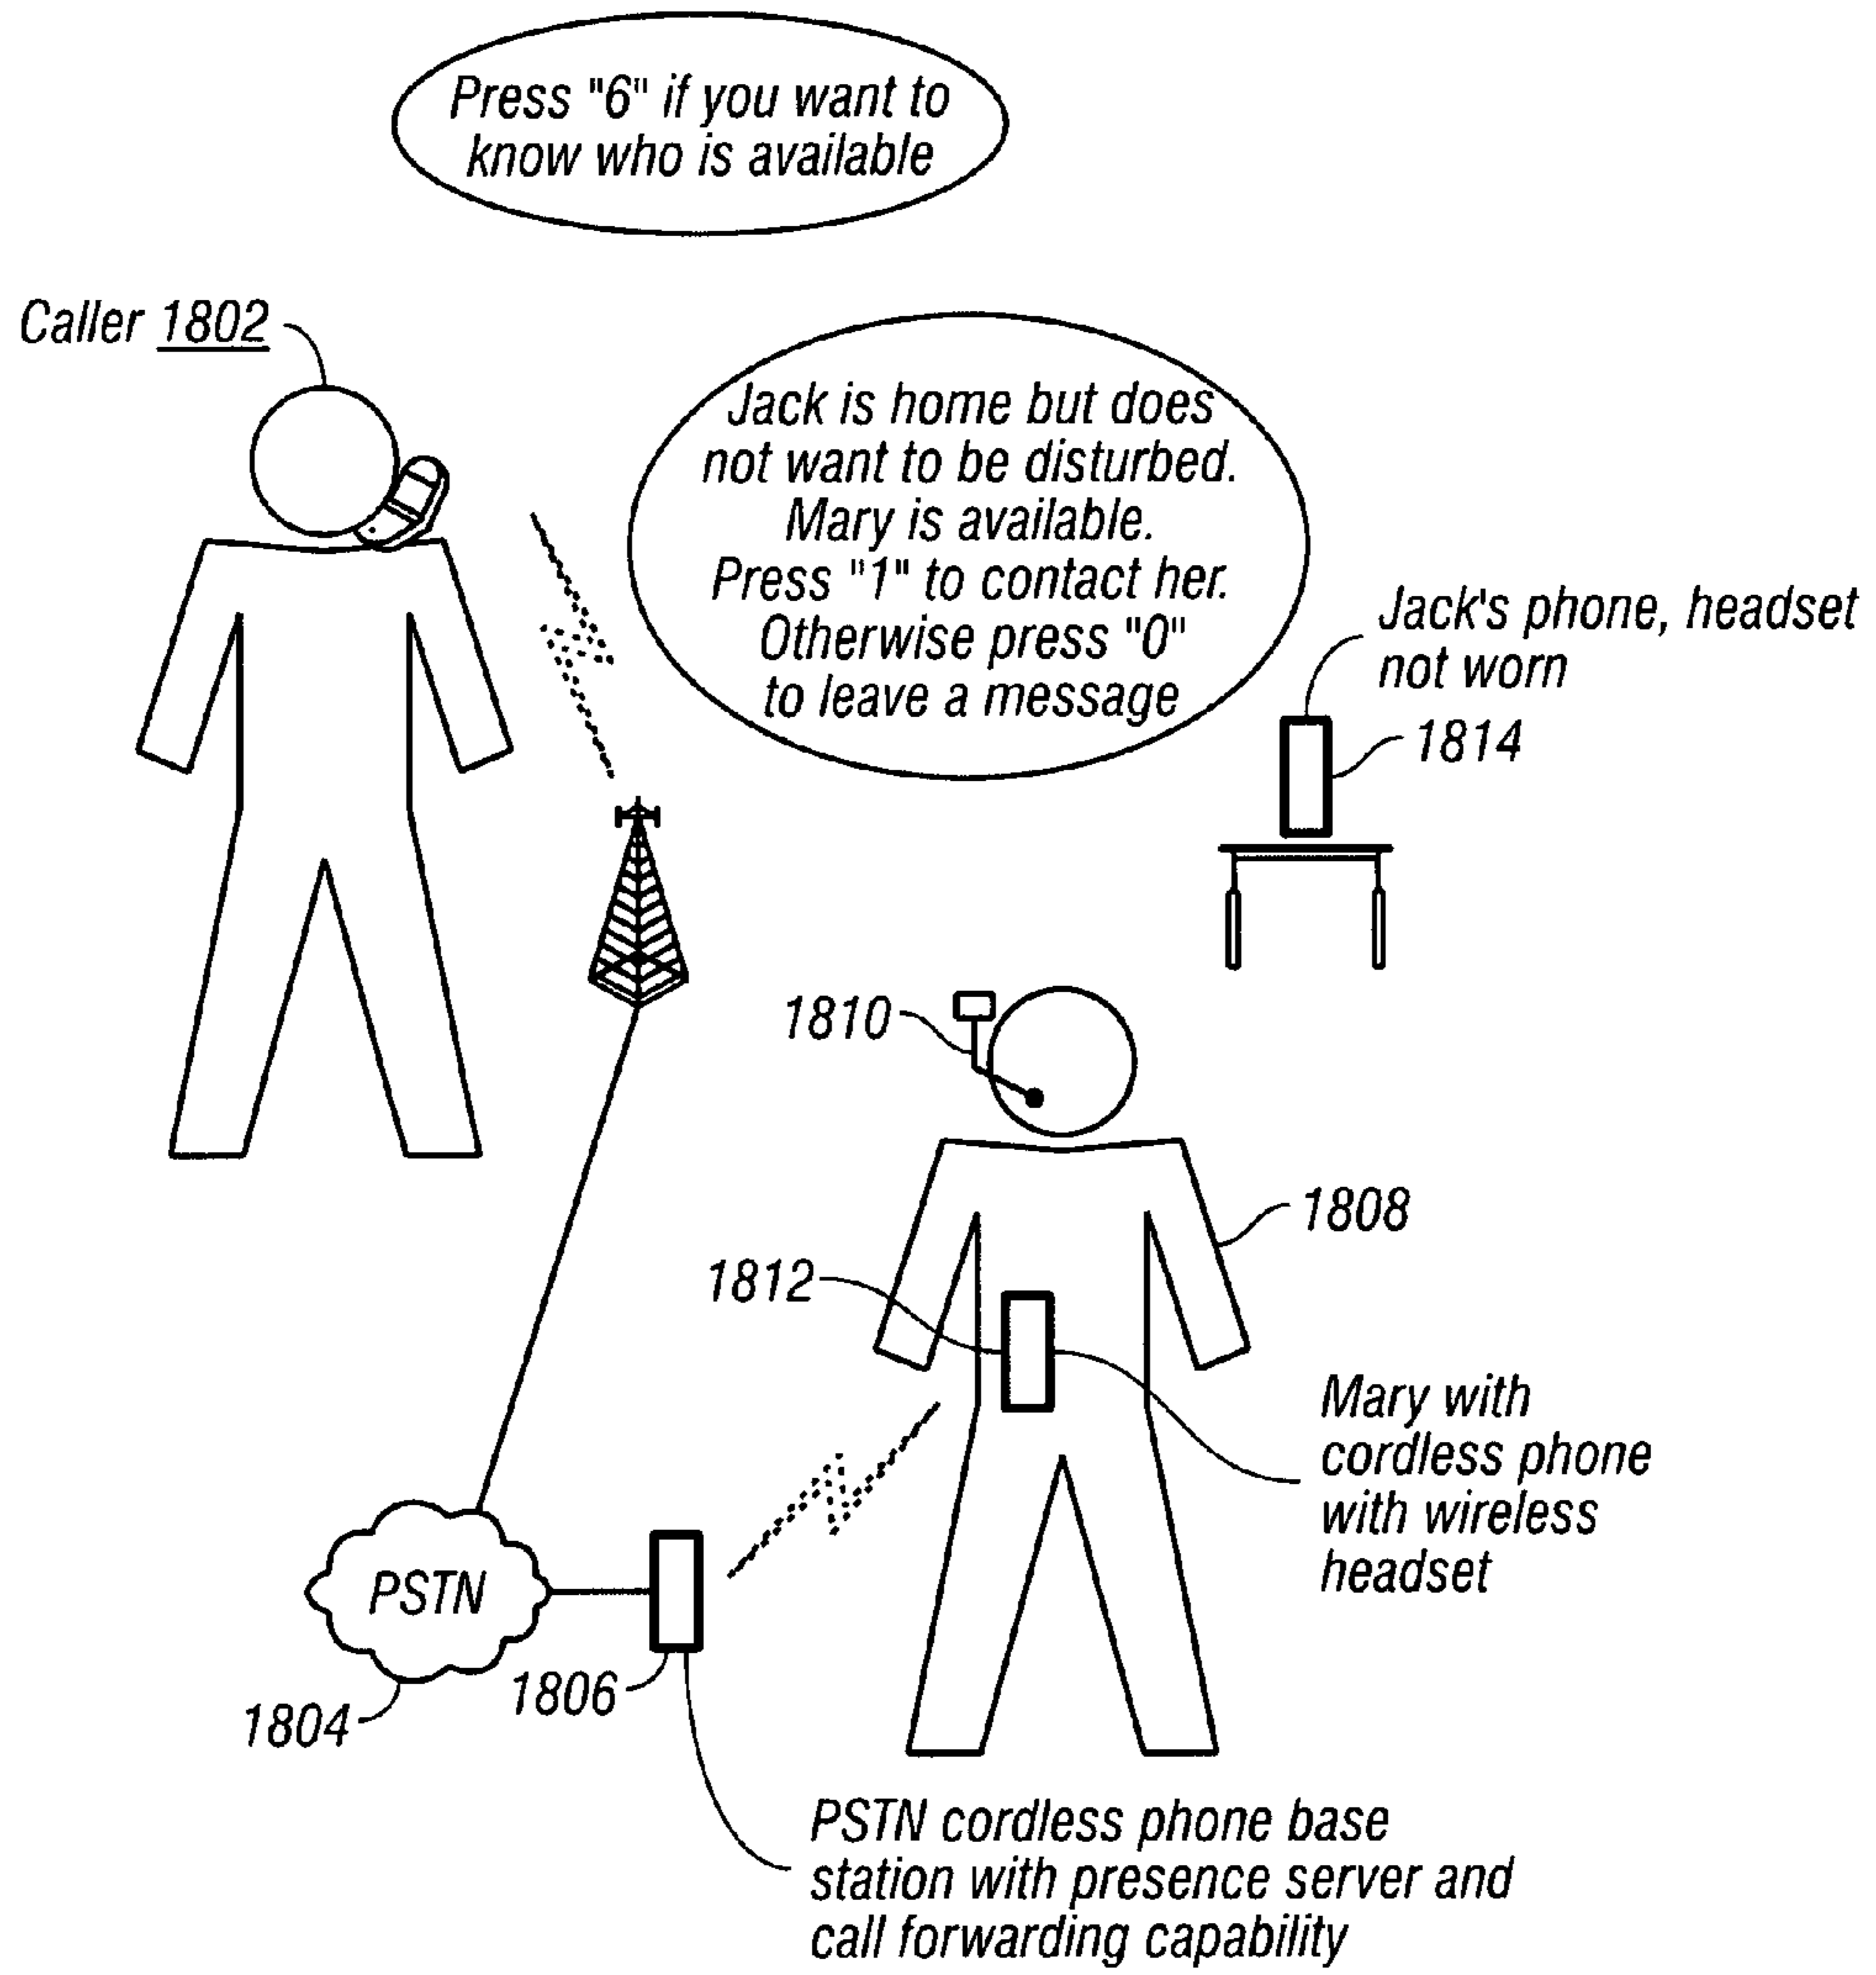 Press "6" if you want to
know who is available
Caller 1802
Jack is home but does
not want to be disturbed.
Mary is available.
Press "1" to contact her.
Otherwise press "0"
to leave a message
Jack's phone, headset
not worn
1814
1810
1808
1812
Mary with
cordless phone
with wireless
headset
PSTN
1806
1804
PSTN cordless phone base
station with presence server and
call forwarding capability